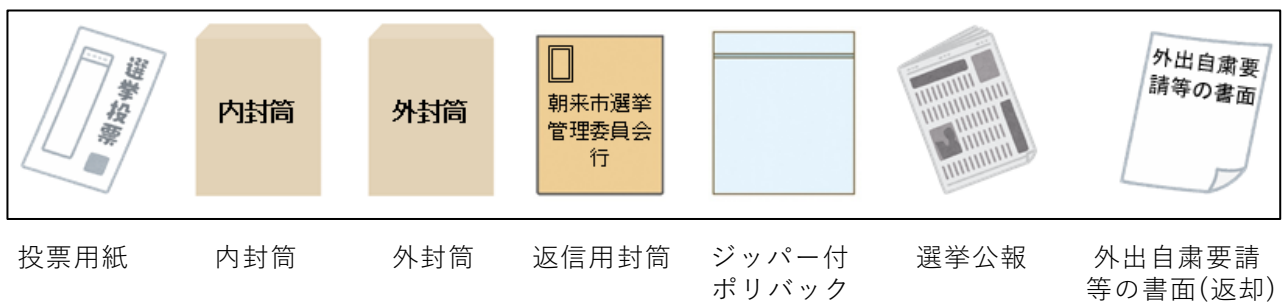 選挙投票
内封筒
外封筒
朝来市選挙
管理委員会
行
外出自粛要
請等の書面
投票用紙
内封筒
外封筒
返信用封筒
ジッパー付
ポリバック
選挙公報
外出自粛要請
等の書面(返却)